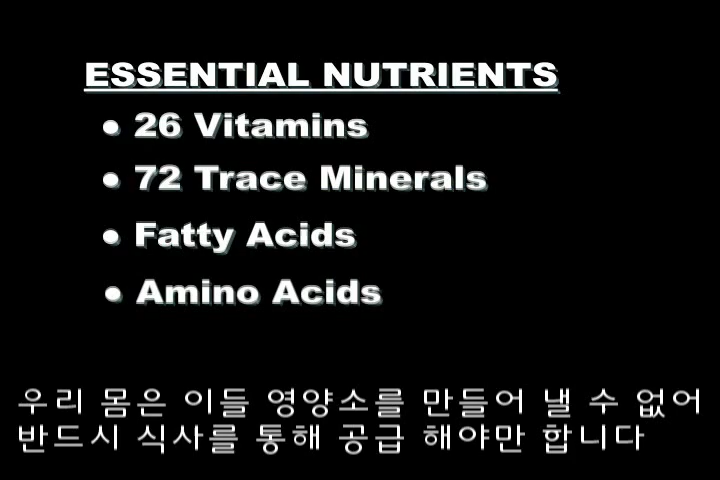 ESSENTIAL NUTRIENTS
• 26 Vitamins
• 72 Trace Minerals
• Fatty Acids
• Amino Acids
우리 몸은 이들 영양소를 만들어 낼 수 없어
반드시 식사를 통해 공급 해야만 합니다